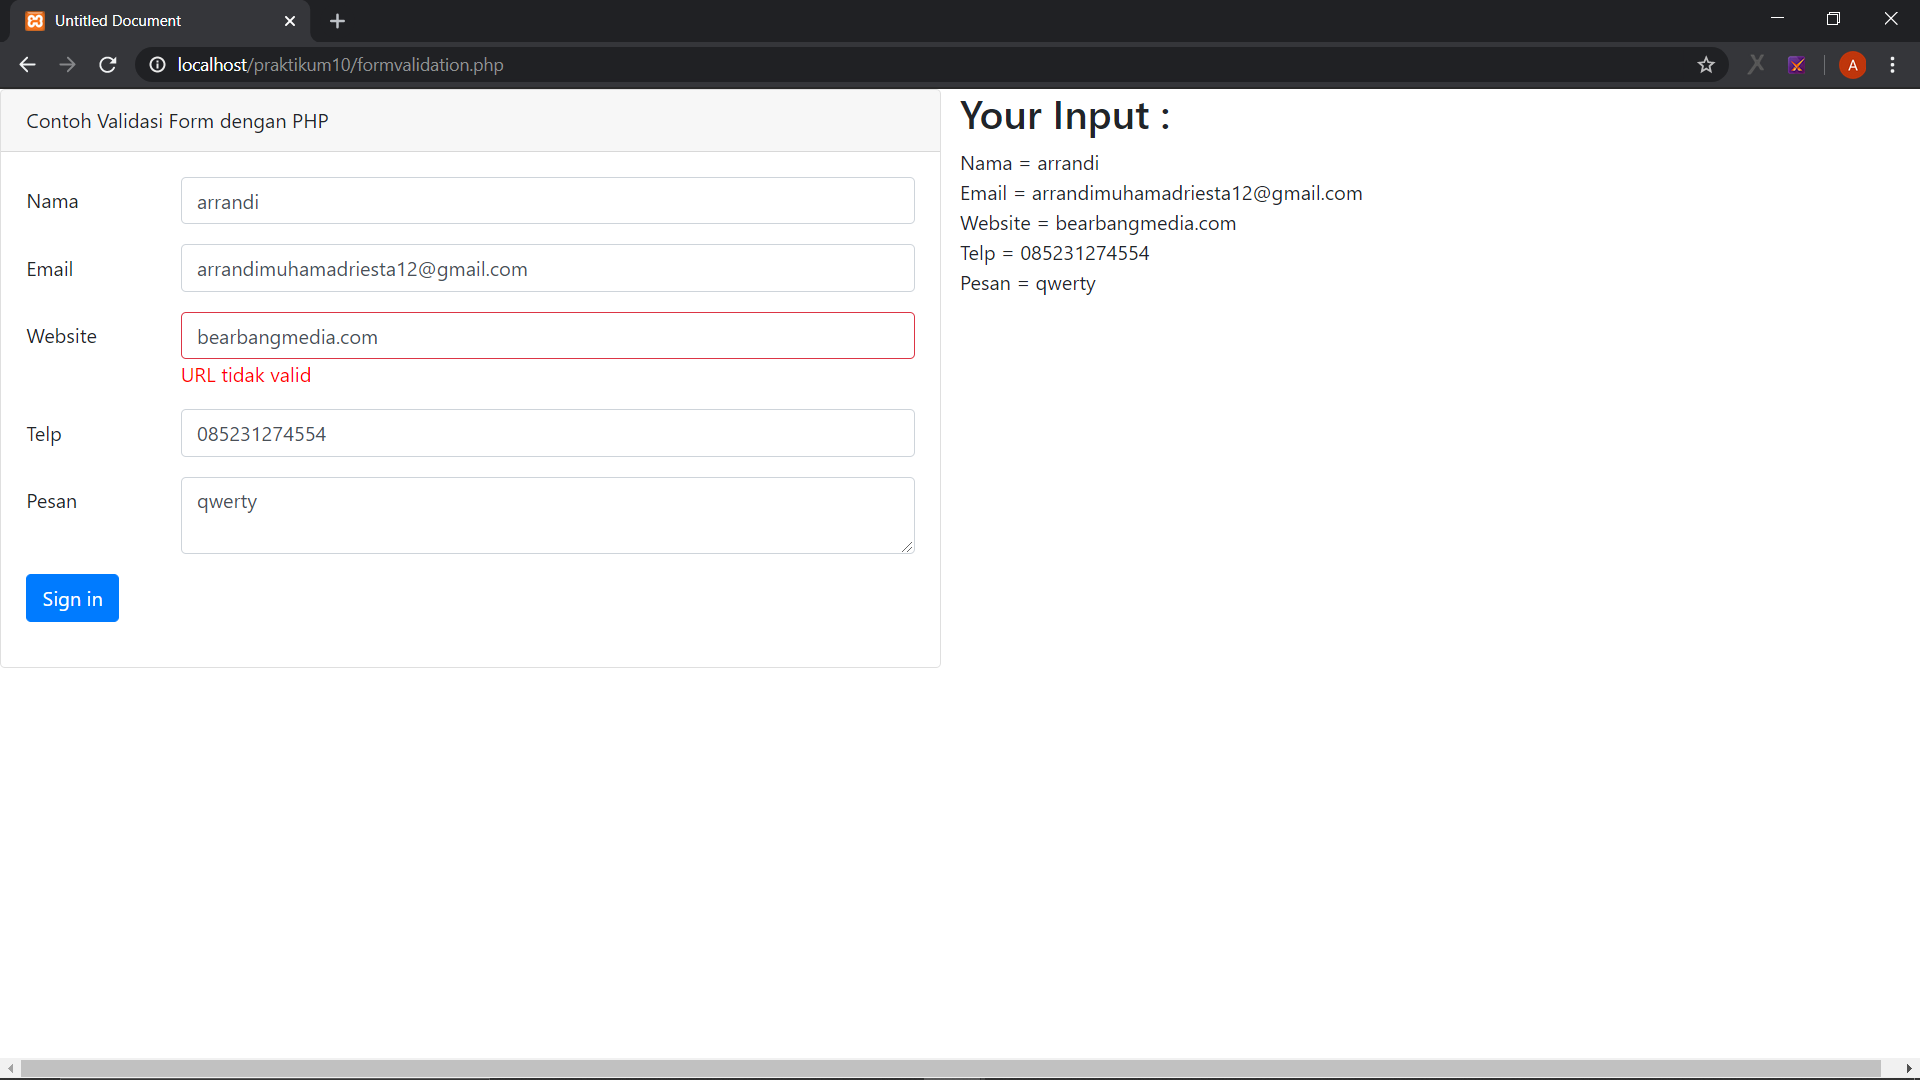 Untitled Document
localhost/praktikum10/formvalidation.php
A
Contoh Validasi Form dengan PHP
Nama
arrandi
Email
arrandimuhamadriesta12@gmail.com
Website
bearbangmedia.com
URL tidak valid
Telp
085231274554
Pesan
qwerty
Sign in
Your Input :
Nama = arrandi
Email = arrandimuhamadriesta12@gmail.com
Website = bearbangmedia.com
Telp = 085231274554
Pesan = qwerty